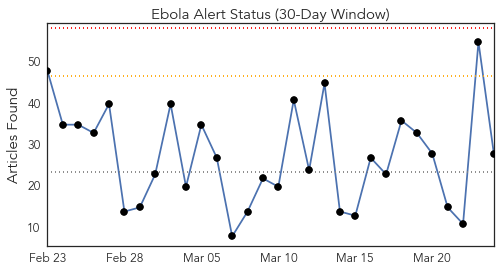 Ebola Alert Status (30-Day Window)
Articles Found
50
40
30
20
10
Feb 23
Feb 28
Mar 05
Mar 10
Mar 15
Mar 20